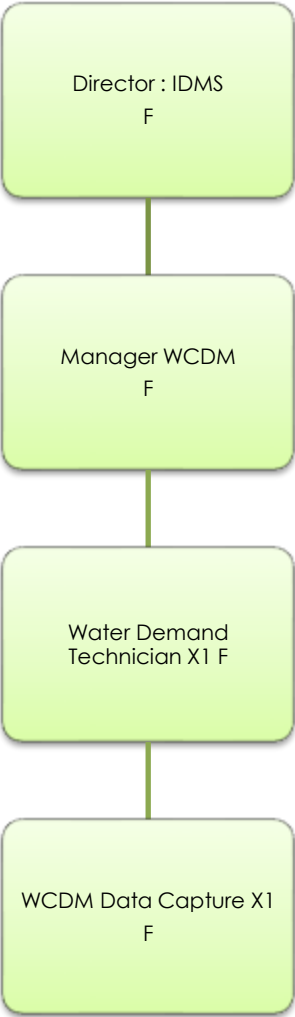 Director : IDMS
F
Manager WCDM
F
Water Demand
Technician X1 F
WCDM Data Capture X1
F